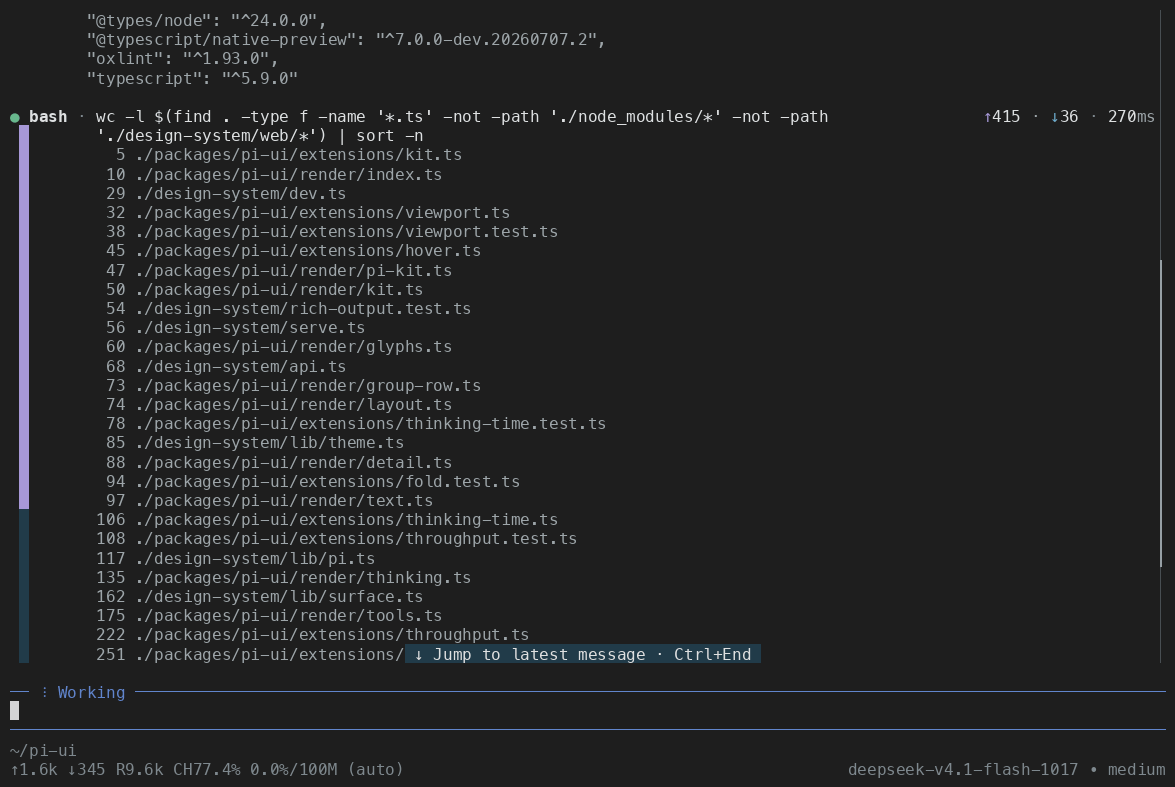 "@types/node": "^24.0.0",
"@typescript/native-preview": "^7.0.0-dev.20260707.2",
"oxlint": "^1.93.0",
"typescript": "^5.9.0"
● bash · wc -l $(find . -type f -name '*.ts' -not -path './node_modules/*' -not -path ↑415 · ↓36 · 270ms
'./design-system/web/*') | sort -n
5 ./packages/pi-ui/extensions/kit.ts
10 ./packages/pi-ui/render/index.ts
29 ./design-system/dev.ts
32 ./packages/pi-ui/extensions/viewport.ts
38 ./packages/pi-ui/extensions/viewport.test.ts
45 ./packages/pi-ui/extensions/hover.ts
47 ./packages/pi-ui/render/pi-kit.ts
50 ./packages/pi-ui/render/kit.ts
54 ./design-system/rich-output.test.ts
56 ./design-system/serve.ts
60 ./packages/pi-ui/render/glyphs.ts
68 ./design-system/api.ts
73 ./packages/pi-ui/render/group-row.ts
74 ./packages/pi-ui/render/layout.ts
78 ./packages/pi-ui/extensions/thinking-time.test.ts
85 ./design-system/lib/theme.ts
88 ./packages/pi-ui/render/detail.ts
94 ./packages/pi-ui/extensions/fold.test.ts
97 ./packages/pi-ui/render/text.ts
106 ./packages/pi-ui/extensions/thinking-time.ts
108 ./packages/pi-ui/extensions/throughput.test.ts
117 ./design-system/lib/pi.ts
135 ./packages/pi-ui/render/thinking.ts
162 ./design-system/lib/surface.ts
175 ./packages/pi-ui/render/tools.ts
222 ./packages/pi-ui/extensions/throughput.ts
251 ./packages/pi-ui/extensions/ ↓ Jump to latest message · Ctrl+End
⁝ Working
~/pi-ui
↑1.6k ↓345 R9.6k CH77.4% 0.0%/100M (auto) deepseek-v4.1-flash-1017 • medium